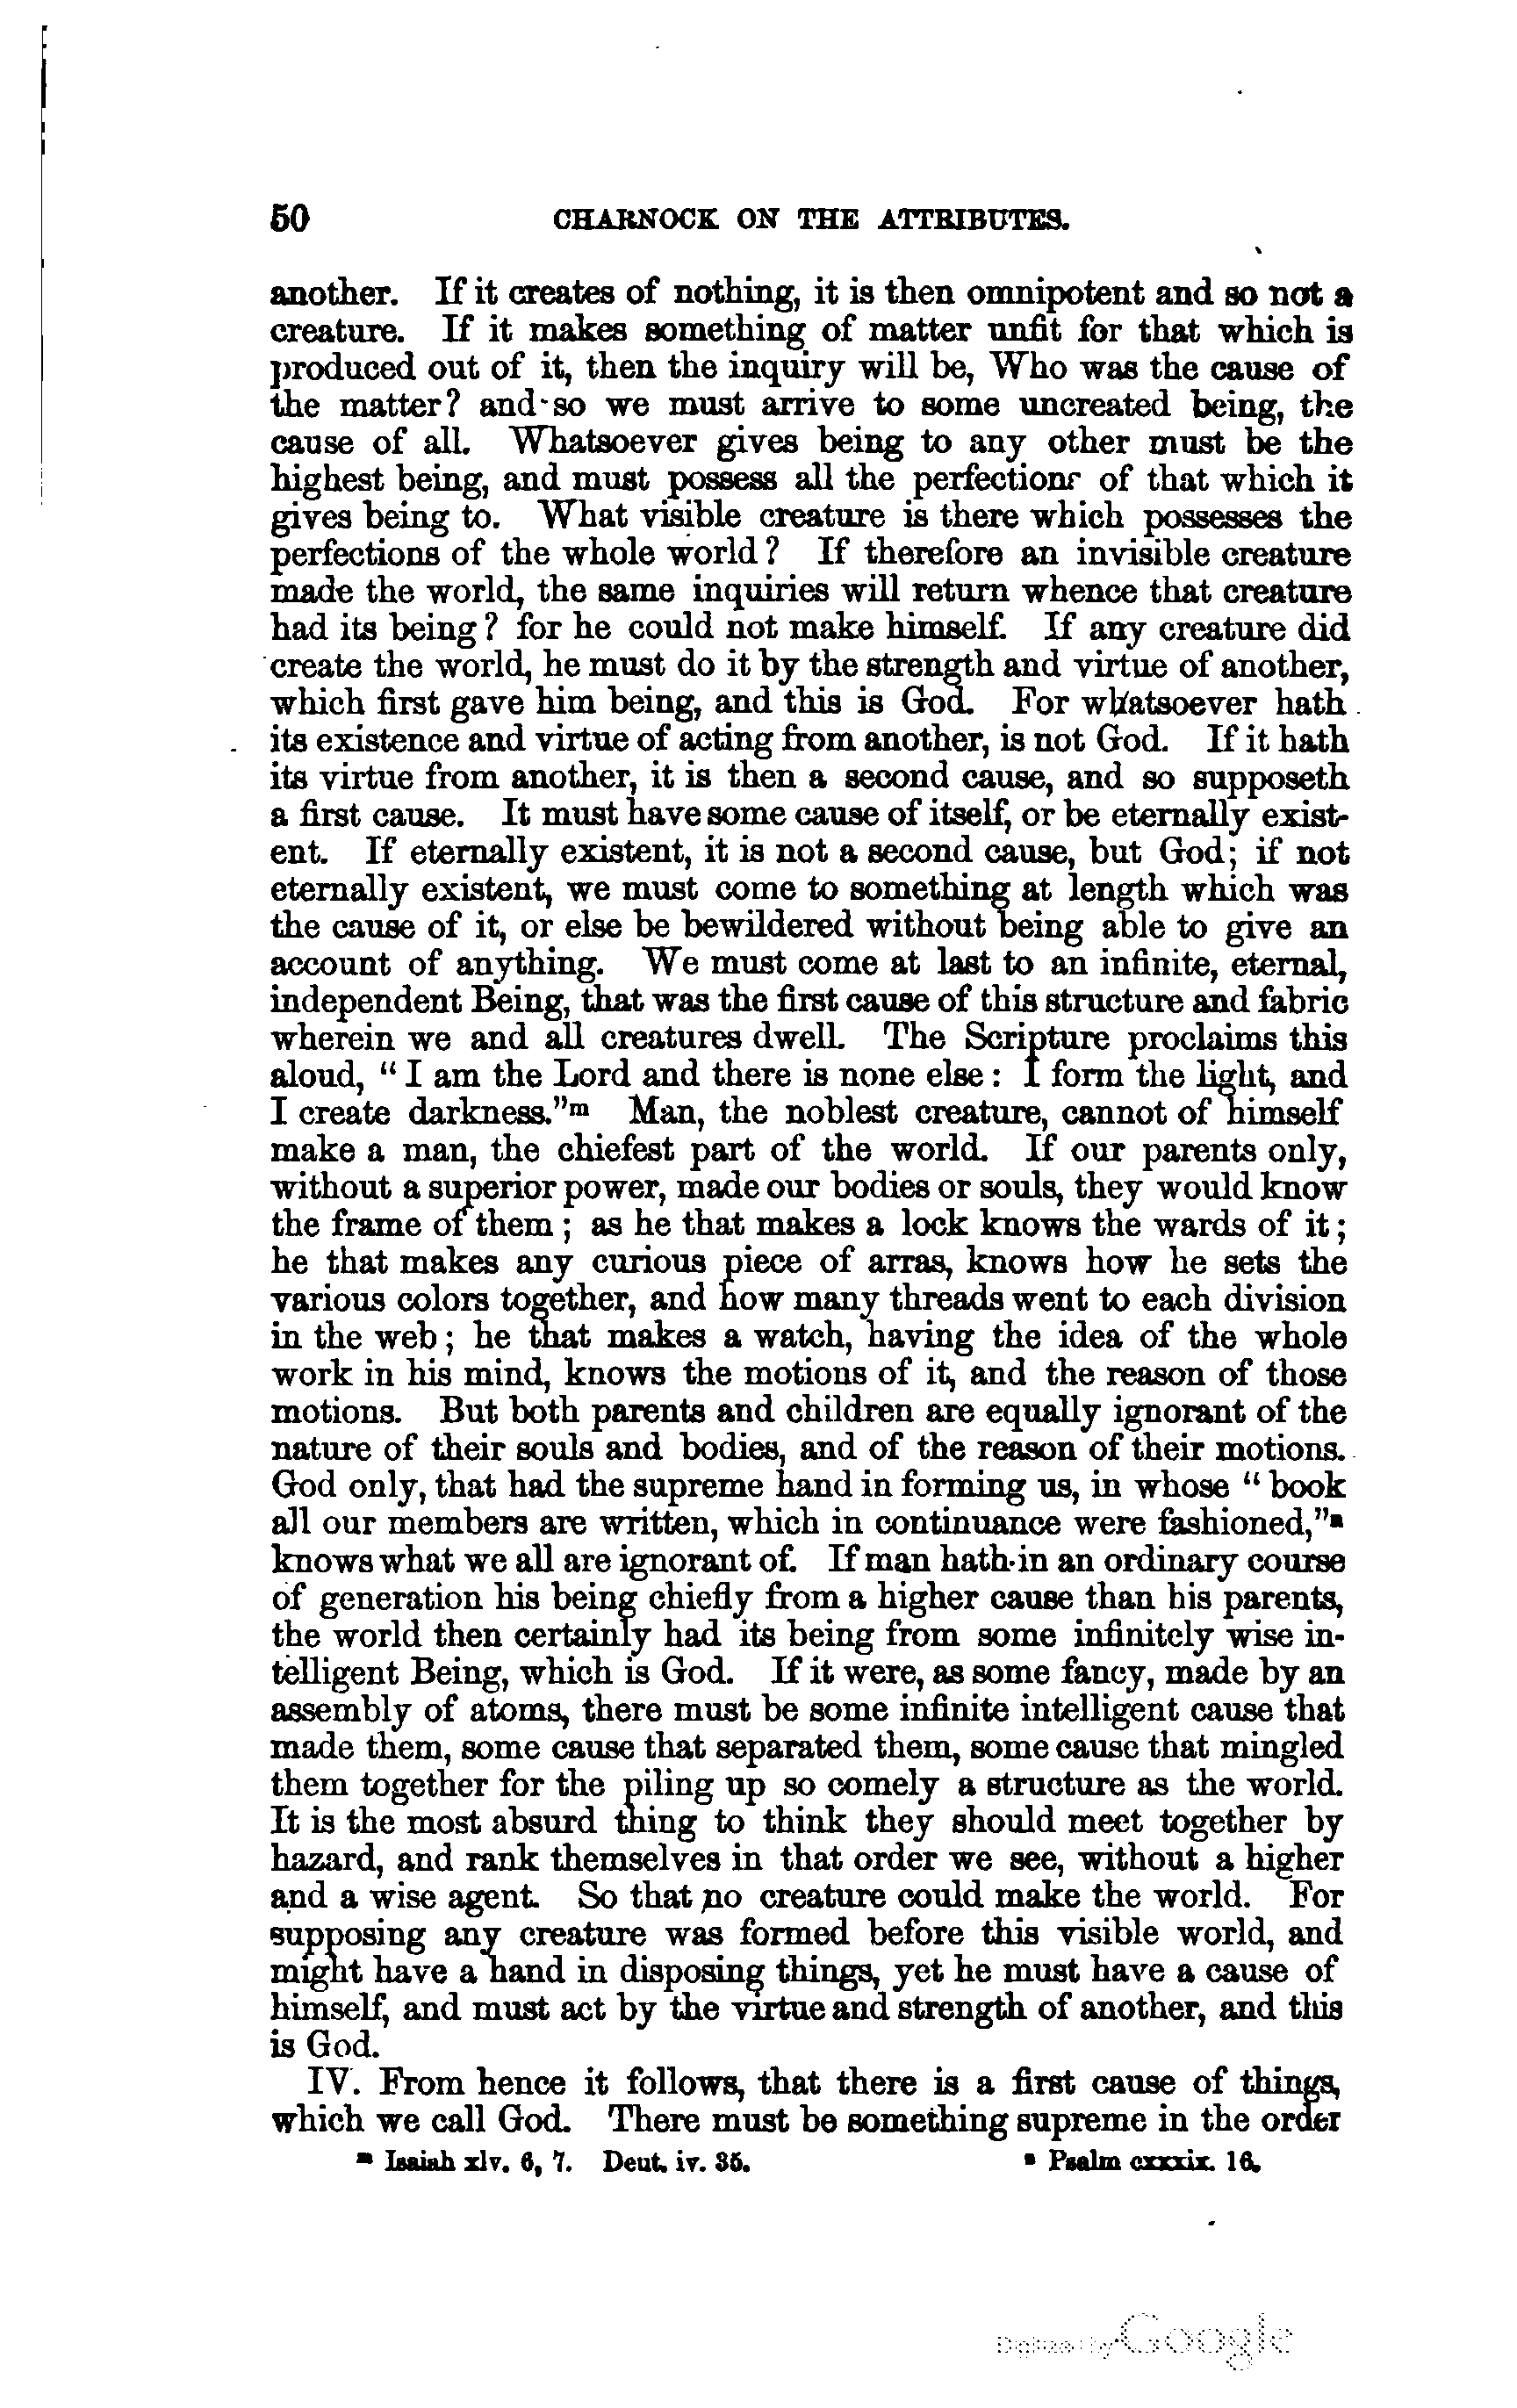 50 CHARNOCK ON THE ATTRIBUTES.
another. If it creates of nothing, it is then omnipotent and so not a
creature. If it makes something of matter unfit for that which is
produced out of it, then the inquiry will be, Who was the cause of
the matter? and so we must arrive to some uncreated being, the
cause of all. Whatsoever gives being to any other must be the
highest being, and must possess all the perfections of that which it
gives being to. What visible creature is there which possesses the
perfections of the whole world? If therefore an invisible creature
made the world, the same inquiries will return whence that creature
had its being? for he could not make himself. If any creature did
create the world, he must do it by the strength and virtue of another,
which first gave him being, and this is God. For whatsoever hath
its existence and virtue of acting from another, is not God. If it hath
its virtue from another, it is then a second cause, and so supposeth
a first cause. It must have some cause of itself, or be eternally exist-
ent. If eternally existent, it is not a second cause, but God; if not
eternally existent, we must come to something at length which was
the cause of it, or else be bewildered without being able to give an
account of anything. We must come at last to an infinite, eternal,
independent Being, that was the first cause of this structure and fabric
wherein we and all creatures dwell. The Scripture proclaims this
aloud, “I am the Lord and there is none else: I form the light, and
I create darkness.”ᵐ Man, the noblest creature, cannot of himself
make a man, the chiefest part of the world. If our parents only,
without a superior power, made our bodies or souls, they would know
the frame of them; as he that makes a lock knows the wards of it;
he that makes any curious piece of arras, knows how he sets the
various colors together, and how many threads went to each division
in the web; he that makes a watch, having the idea of the whole
work in his mind, knows the motions of it, and the reason of those
motions. But both parents and children are equally ignorant of the
nature of their souls and bodies, and of the reason of their motions.
God only, that had the supreme hand in forming us, in whose “book
all our members are written, which in continuance were fashioned,”ⁿ
knows what we all are ignorant of. If man hath in an ordinary course
of generation his being chiefly from a higher cause than his parents,
the world then certainly had its being from some infinitely wise in-
telligent Being, which is God. If it were, as some fancy, made by an
assembly of atoms, there must be some infinite intelligent cause that
made them, some cause that separated them, some cause that mingled
them together for the piling up so comely a structure as the world.
It is the most absurd thing to think they should meet together by
hazard, and rank themselves in that order we see, without a higher
and a wise agent. So that no creature could make the world. For
supposing any creature was formed before this visible world, and
might have a hand in disposing things, yet he must have a cause of
himself, and must act by the virtue and strength of another, and this
is God.
IV. From hence it follows, that there is a first cause of things,
which we call God. There must be something supreme in the order
ᵐ Isaiah xlv. 6, 7. Deut. iv. 35. ⁿ Psalm cxxxix. 16.
Digitized by Google